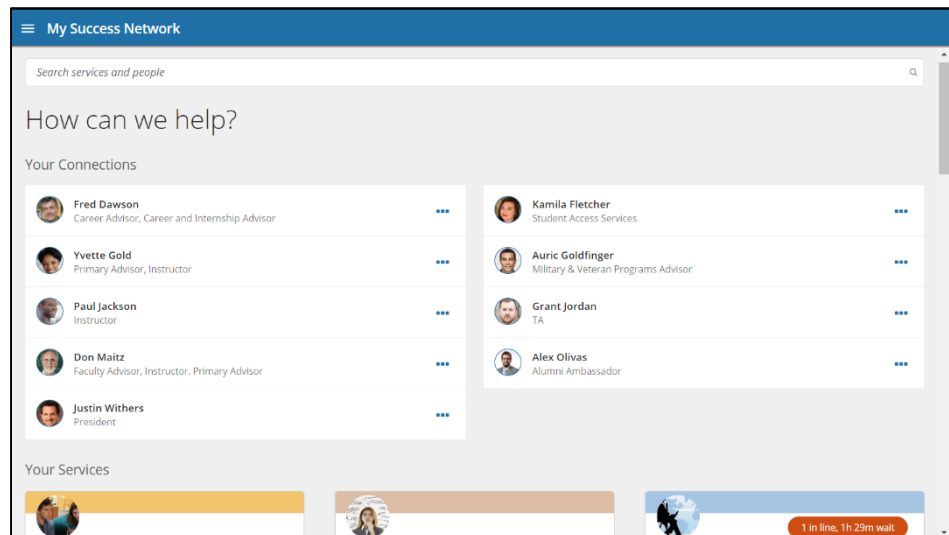 My Success Network
Search services and people
How can we help?
Your Connections
Fred Dawson
Career Advisor, Career and Internship Advisor
Yvette Gold
Primary Advisor, Instructor
Paul Jackson
Instructor
Don Maitz
Faculty Advisor, Instructor, Primary Advisor
Justin Withers
President
Kamila Fletcher
Student Access Services
Auric Goldfinger
Military & Veteran Programs Advisor
Grant Jordan
TA
Alex Olivas
Alumni Ambassador
Your Services
1 in line, 1h 29m wait